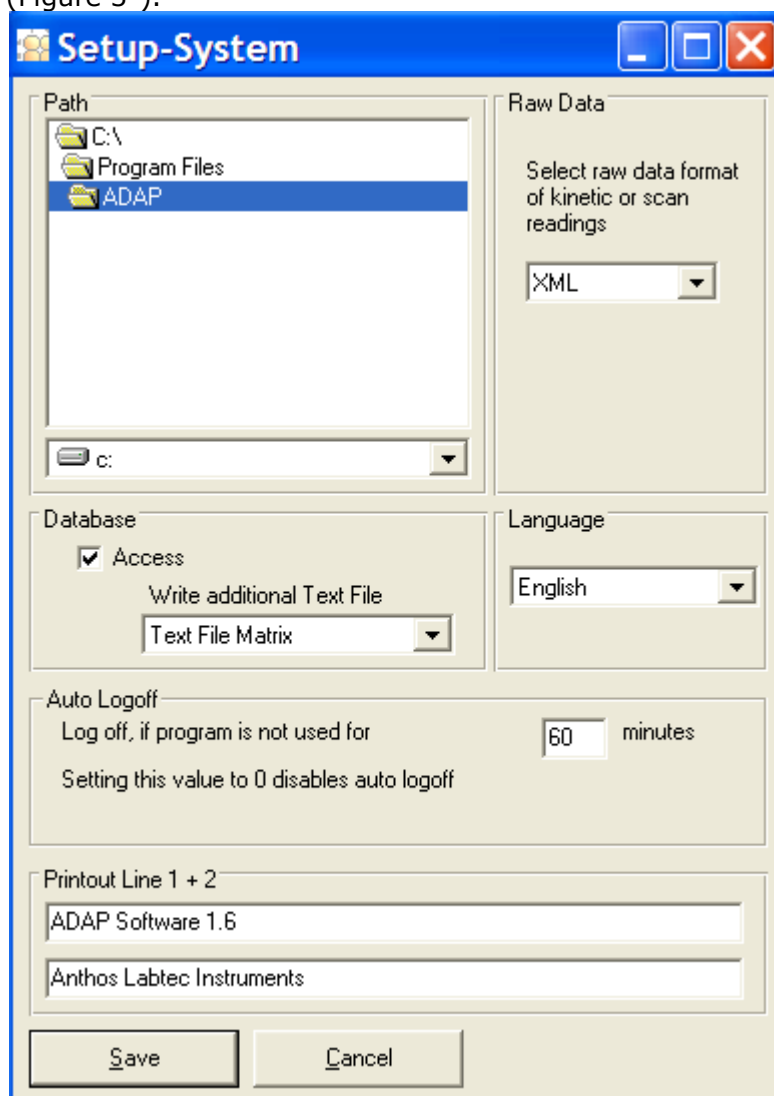 (Figure 3 ).
Setup-System
Path
C:\
Program Files
ADAP
c:
Raw Data
Select raw data format
of kinetic or scan
readings
XML
Database
Access
Write additional Text File
Text File Matrix
Language
English
Auto Logoff
Log off, if program is not used for 60 minutes
Setting this value to 0 disables auto logoff
Printout Line 1 + 2
ADAP Software 1.6
Anthos Labtec Instruments
Save
Cancel